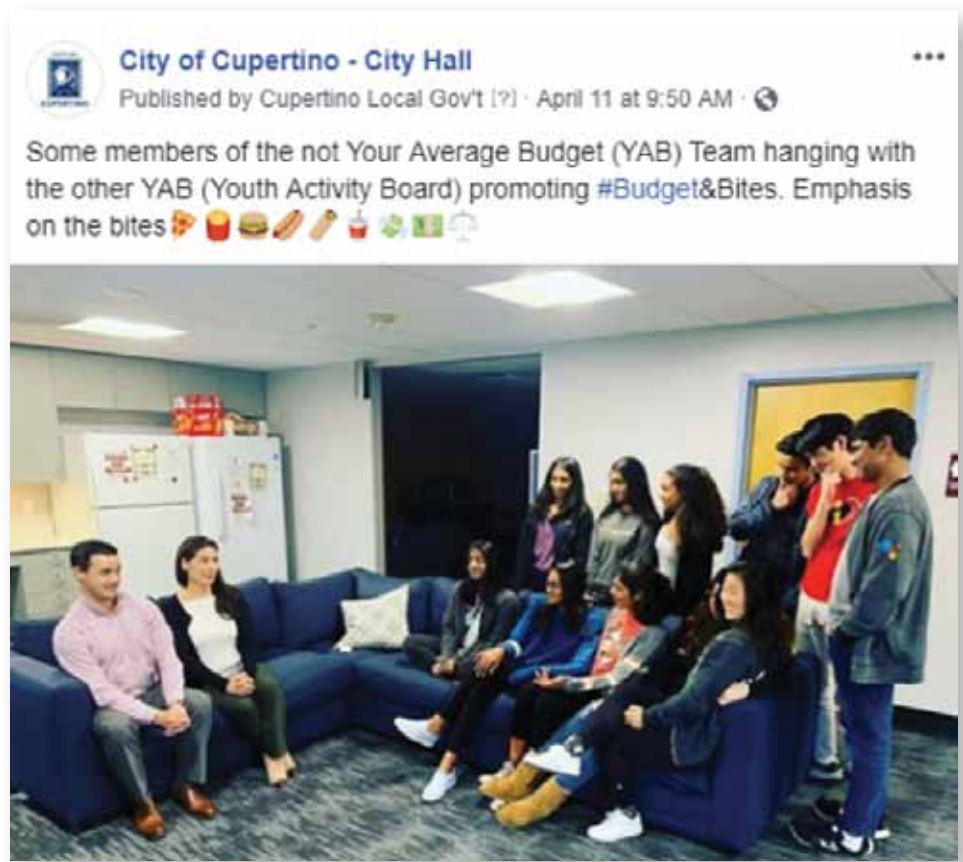 City of Cupertino - City Hall
Published by Cupertino Local Gov't [?] · April 11 at 9:50 AM ·
Some members of the not Your Average Budget (YAB) Team hanging with
the other YAB (Youth Activity Board) promoting #Budget&Bites. Emphasis
on the bites🍕🍟🍔🌭🌯🥤💸💵⚖️
CUPERTINO